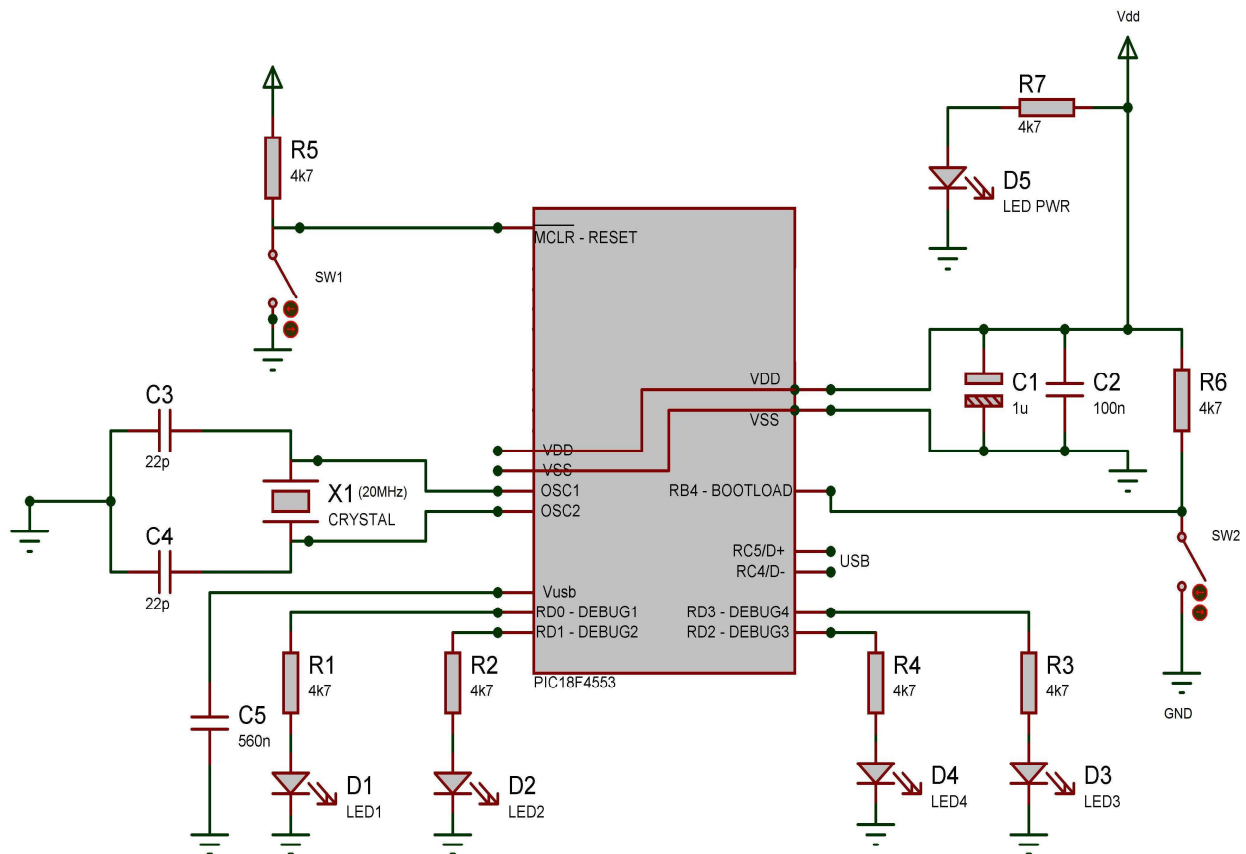 Vdd
R7
4k7
R5
4k7
D5
LED PWR
MCLR - RESET
SW1
VDD
C1
1u
C2
100n
R6
4k7
VSS
C3
22p
VDD
VSS
OSC1
OSC2
RB4 - BOOTLOAD
X1 (20MHz)
CRYSTAL
C4
22p
SW2
RC5/D+
RC4/D-
USB
Vusb
RD0 - DEBUG1
RD1 - DEBUG2
RD3 - DEBUG4
RD2 - DEBUG3
R1
4k7
R2
4k7
R4
4k7
R3
4k7
PIC18F4553
GND
C5
560n
D1
LED1
D2
LED2
D4
LED4
D3
LED3